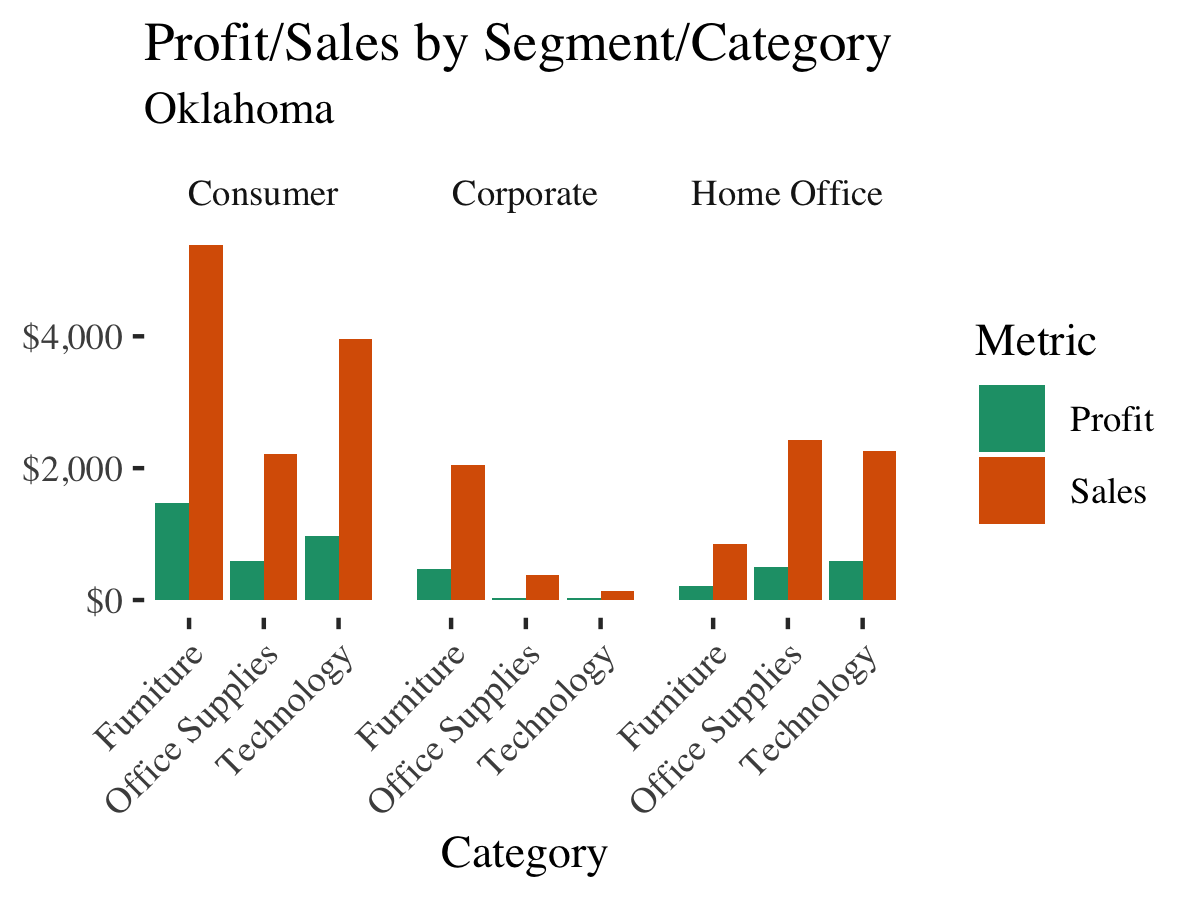 Profit/Sales by Segment/Category
Oklahoma
Consumer
Corporate
Home Office
$4,000
$2,000
$0
Furniture
Office Supplies
Technology
Furniture
Office Supplies
Technology
Furniture
Office Supplies
Technology
Category
Metric
Profit
Sales